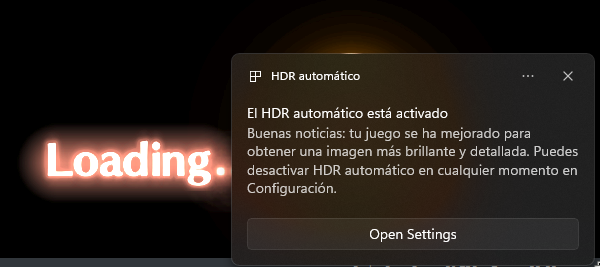 HDR automático
El HDR automático está activado
Buenas noticias: tu juego se ha mejorado para
obtener una imagen más brillante y detallada. Puedes
desactivar HDR automático en cualquier momento en
Configuración.
Loading.
Open Settings